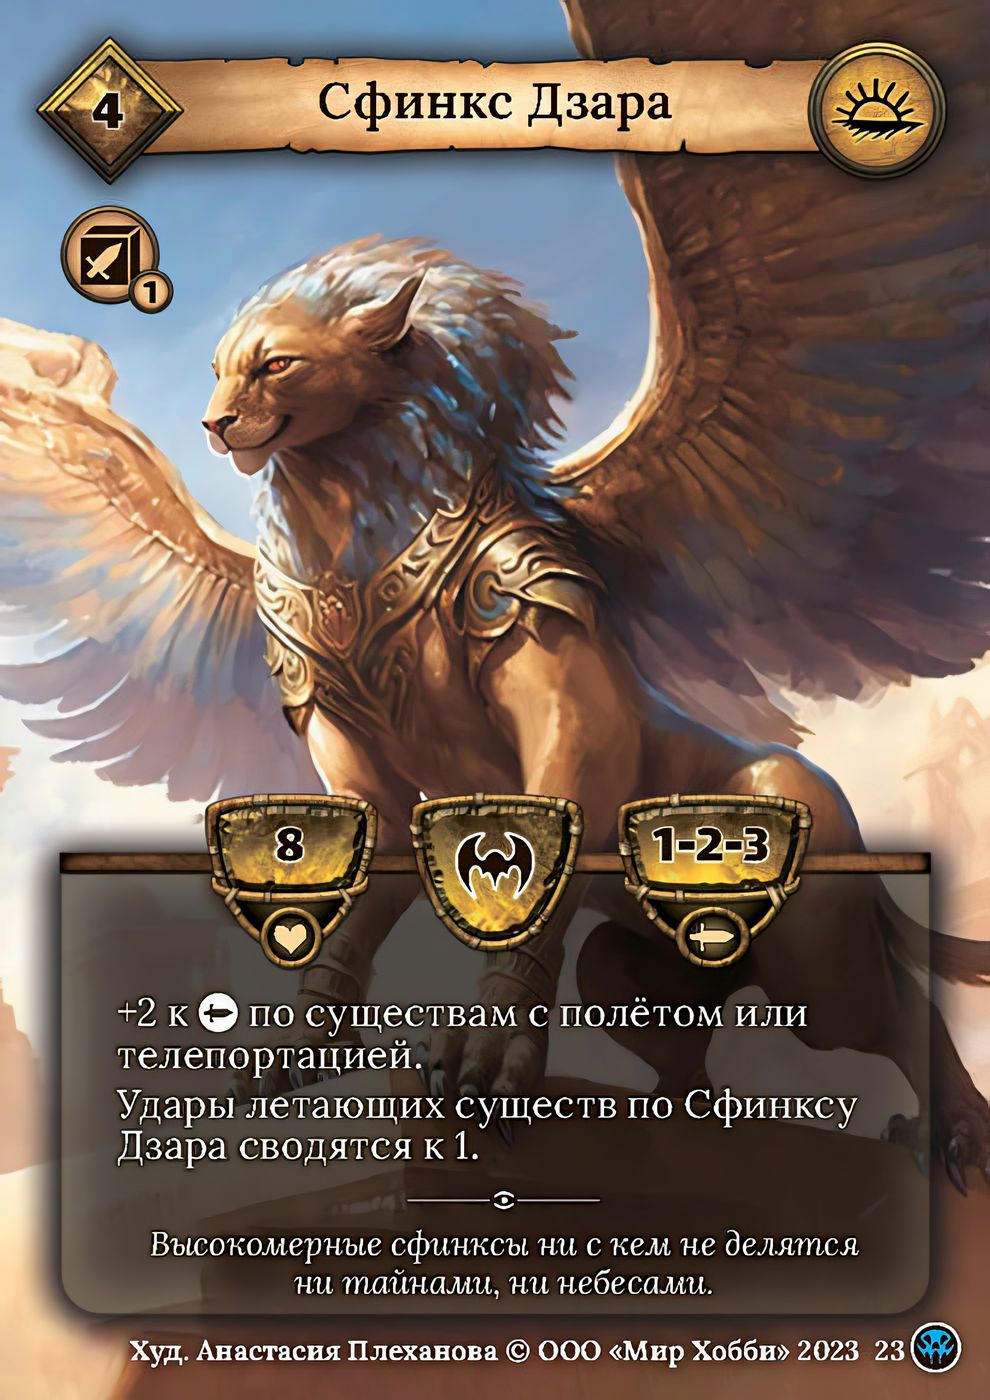 4
Сфинкс Дзара
1
8
1-2-3
+2 к по существам с полётом или
телепортацией.
Удары летающих существ по Сфинксу
Дзара сводятся к 1.
Высокомерные сфинксы ни с кем не делятся
ни тайнами, ни небесами.
Худ. Анастасия Плеханова © ООО «Мир Хобби» 2023 23